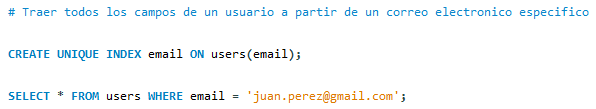 # Traer todos los campos de un usuario a partir de un correo electronico especifico
CREATE UNIQUE INDEX email ON users(email);
SELECT * FROM users WHERE email = 'juan.perez@gmail.com';